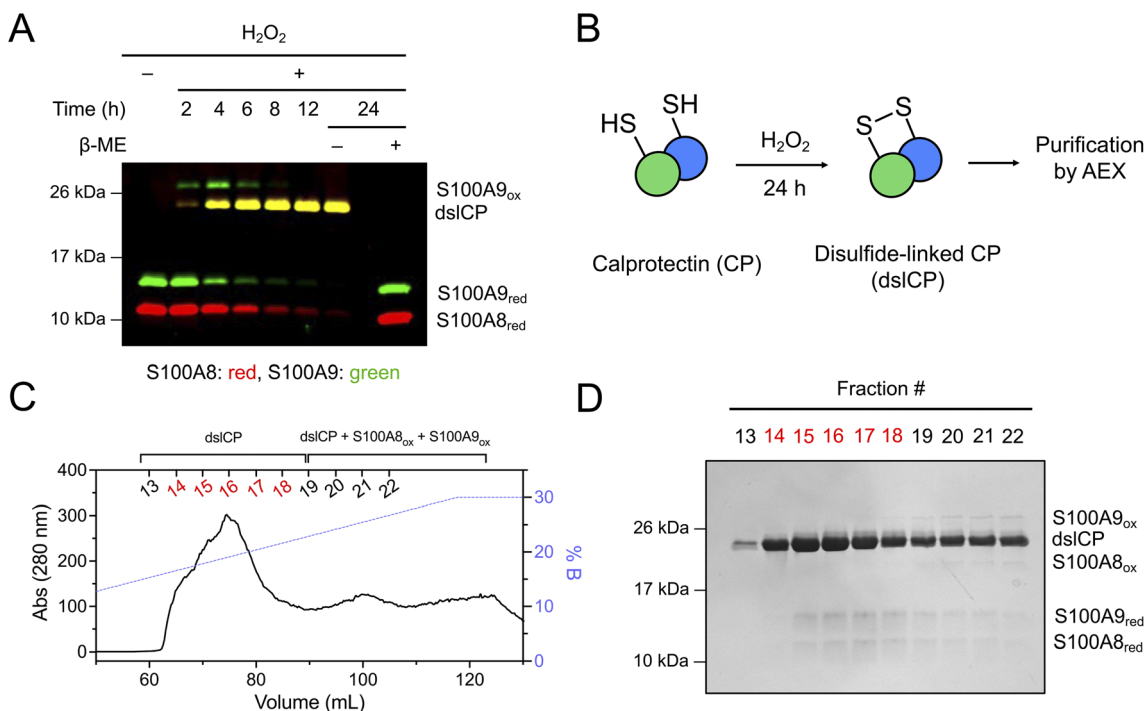 A
H2O2
– +
Time (h) 2 4 6 8 12 24
β-ME – +
26 kDa
17 kDa
10 kDa
S100A9ox
dslCP
S100A9red
S100A8red
S100A8: red, S100A9: green
B
HS
SH
H2O2
24 h
S S
Purification
by AEX
Calprotectin (CP)
Disulfide-linked CP
(dslCP)
C
dslCP
dslCP + S100A8ox + S100A9ox
13 14 15 16 17 18 19 20 21 22
400
300
200
100
0
Abs (280 nm)
30
20
10
0
% B
60 80 100 120
Volume (mL)
D
Fraction #
13 14 15 16 17 18 19 20 21 22
26 kDa
17 kDa
10 kDa
S100A9ox
dslCP
S100A8ox
S100A9red
S100A8red